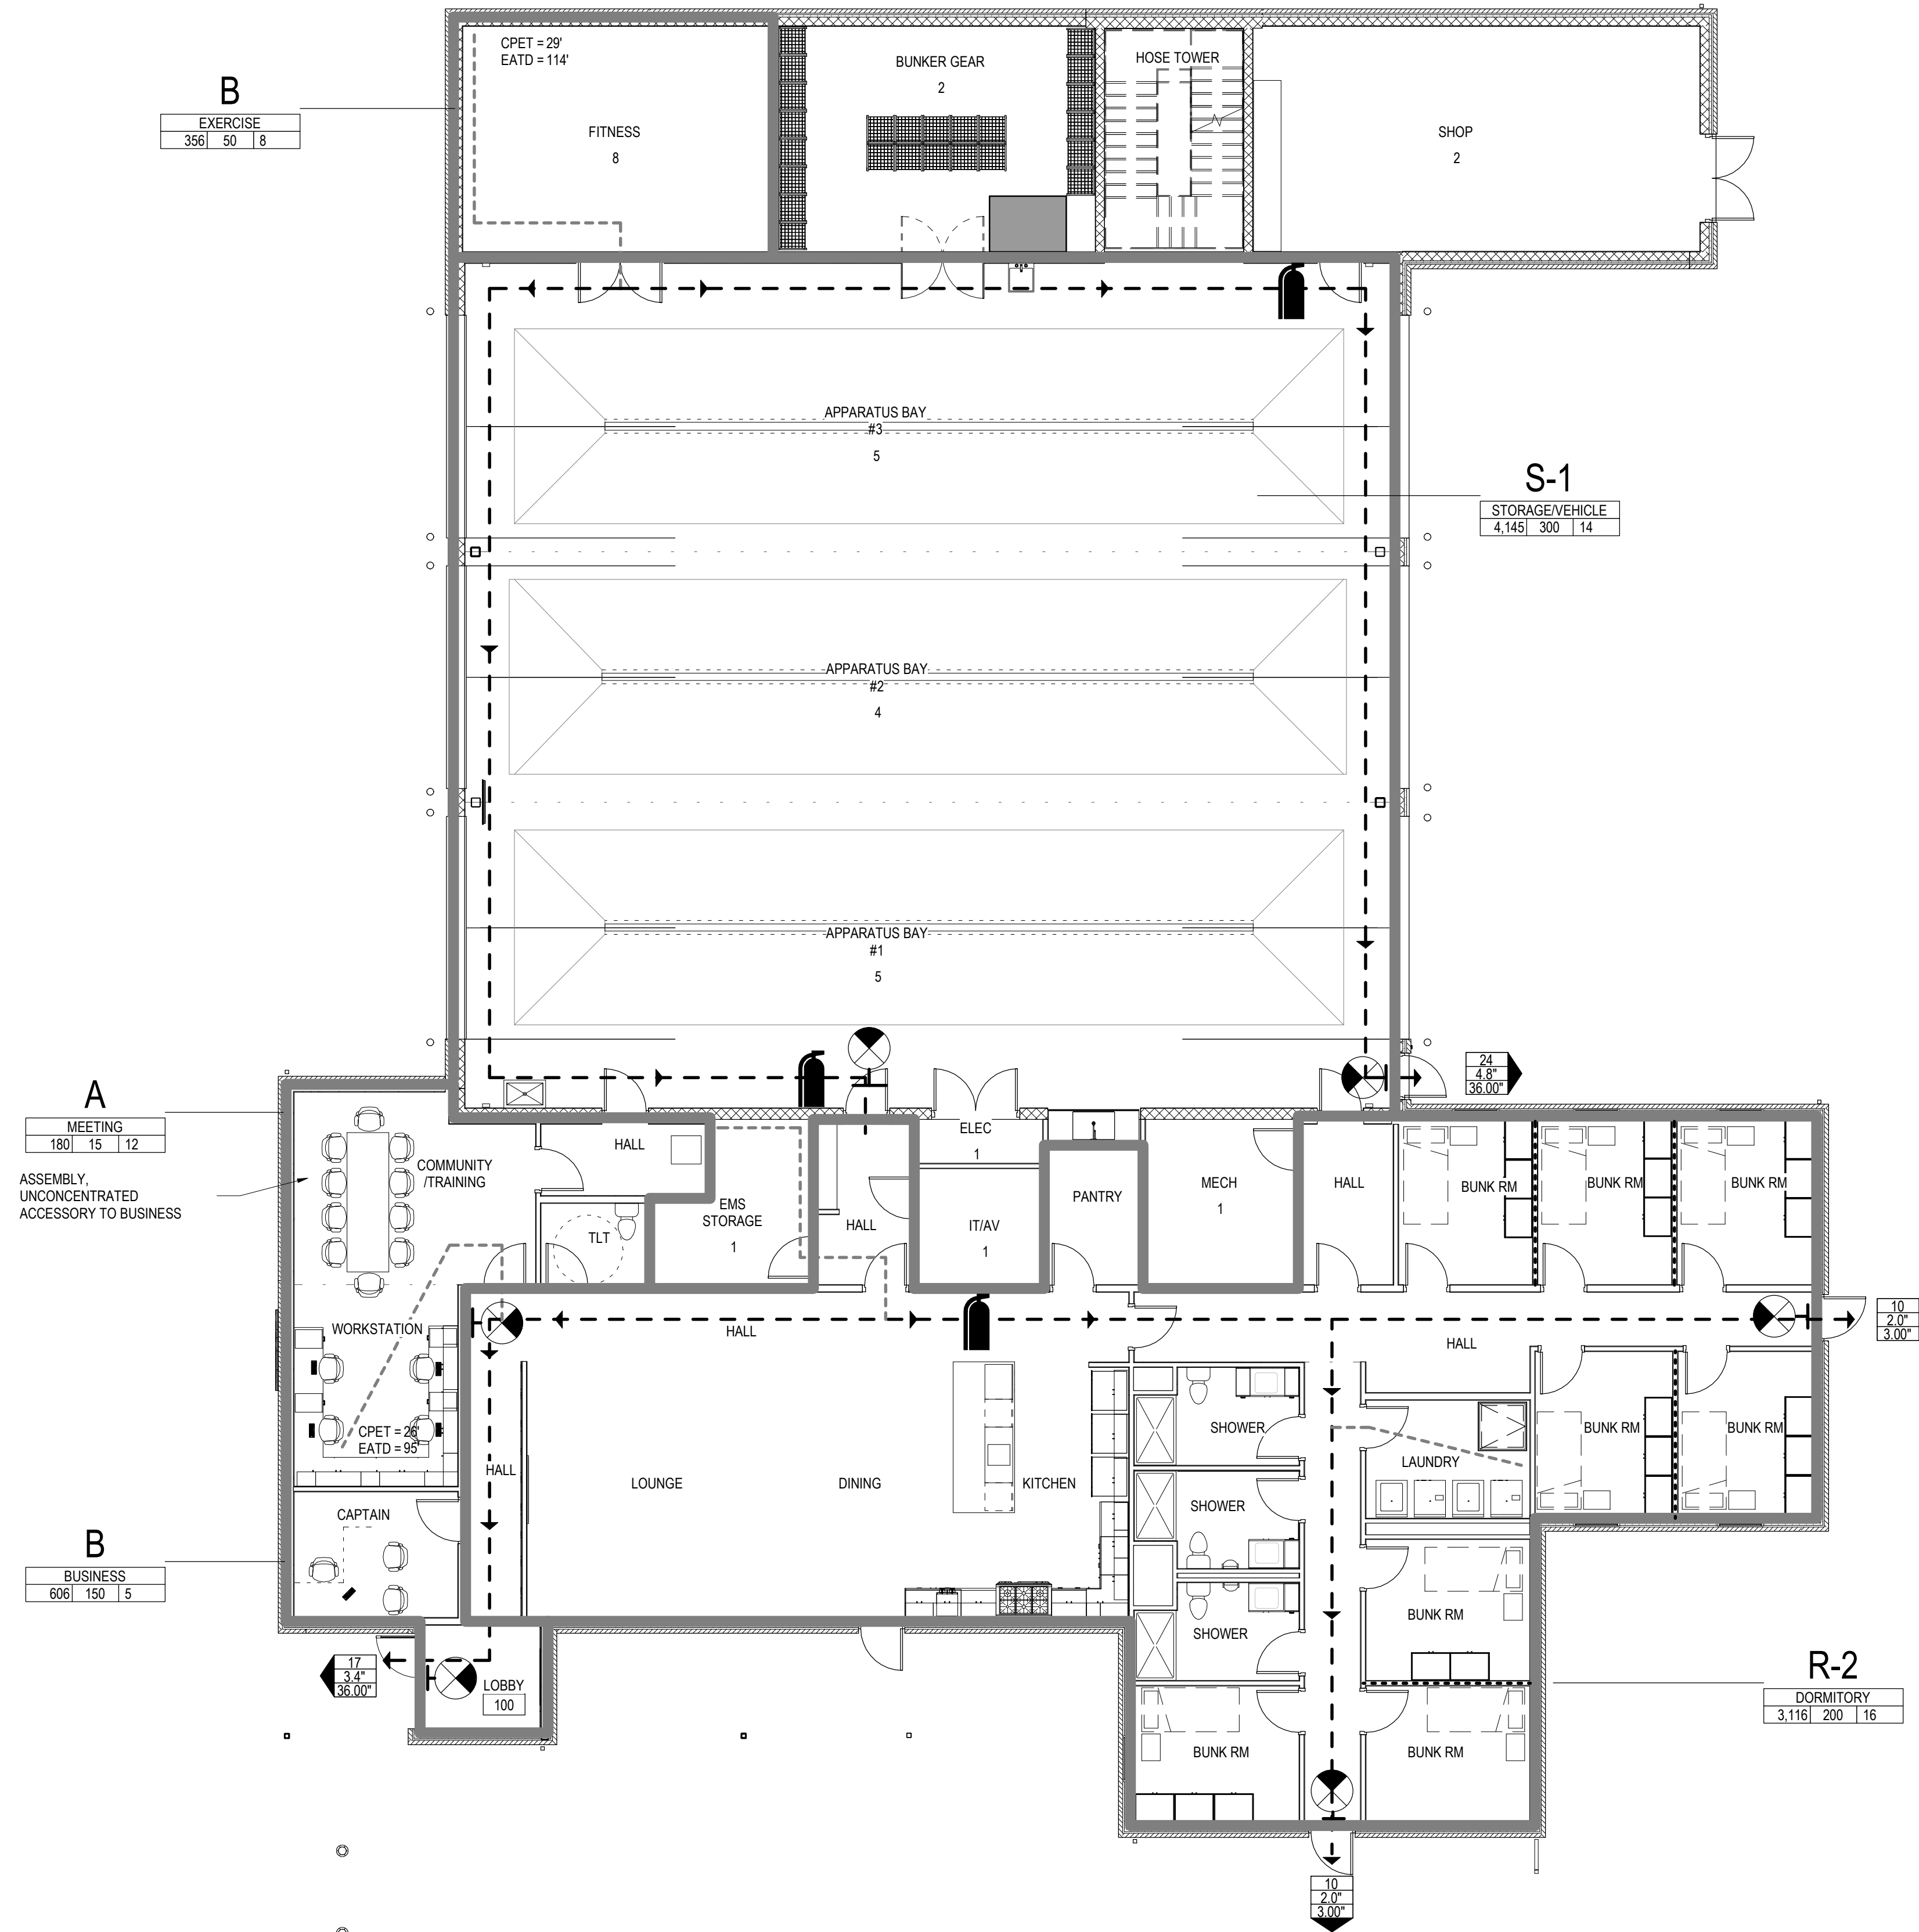 CPET = 29'
EATD = 114'
BUNKER GEAR
2
HOSE TOWER
B
EXERCISE
356 50 8
FITNESS
8
SHOP
2
APPARATUS BAY
#3
5
S-1
STORAGE/VEHICLE
4,145 300 14
APPARATUS BAY
#2
4
APPARATUS BAY
#1
5
24
4.8"
36.00"
A
MEETING
180 15 12
ASSEMBLY,
UNCONCENTRATED
ACCESSORY TO BUSINESS
COMMUNITY
/TRAINING
HALL
TLT
EMS
STORAGE
1
HALL
ELEC
1
IT/AV
1
PANTRY
MECH
1
HALL
BUNK RM
BUNK RM
BUNK RM
WORKSTATION
HALL
HALL
10
2.0"
3.00"
CPET = 26'
EATD = 95'
HALL
LOUNGE
DINING
KITCHEN
SHOWER
LAUNDRY
BUNK RM
BUNK RM
SHOWER
CAPTAIN
B
BUSINESS
606 150 5
BUNK RM
SHOWER
17
3.4"
36.00"
LOBBY
100
R-2
DORMITORY
3,116 200 16
BUNK RM
BUNK RM
10
2.0"
3.00"